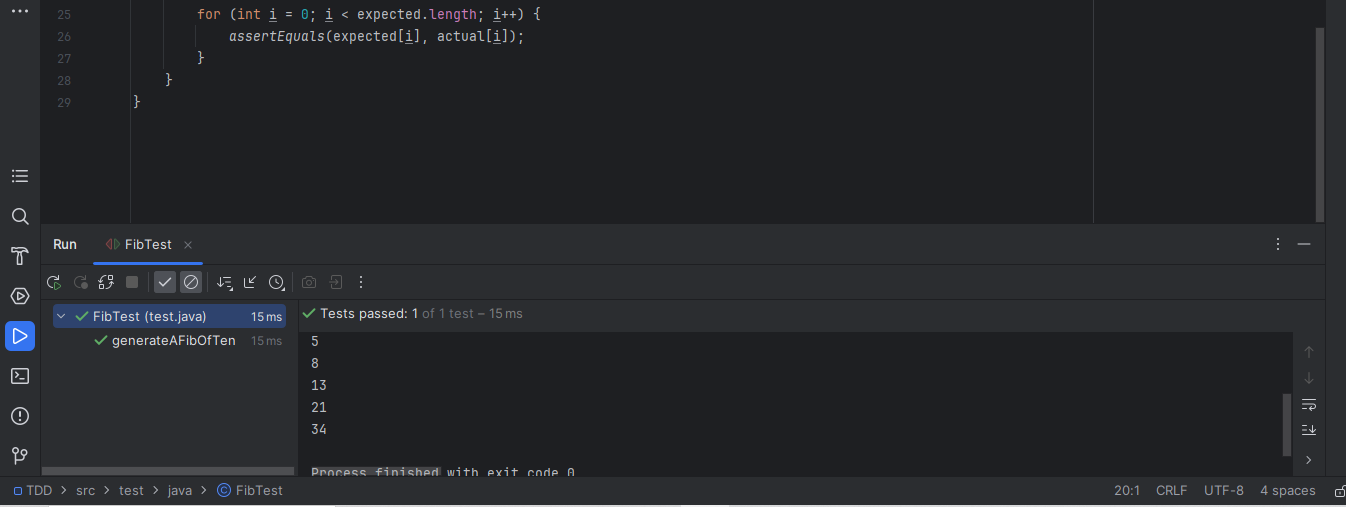 25 for (int i = 0; i < expected.length; i++) {
26 assertEquals(expected[i], actual[i]);
27 }
28 }
29 }
Run FibTest
FibTest (test.java) 15 ms
generateAFibOfTen 15 ms
Tests passed: 1 of 1 test – 15 ms
5
8
13
21
34
Process finished with exit code 0
TDD > src > test > java > FibTest 20:1 CRLF UTF-8 4 spaces